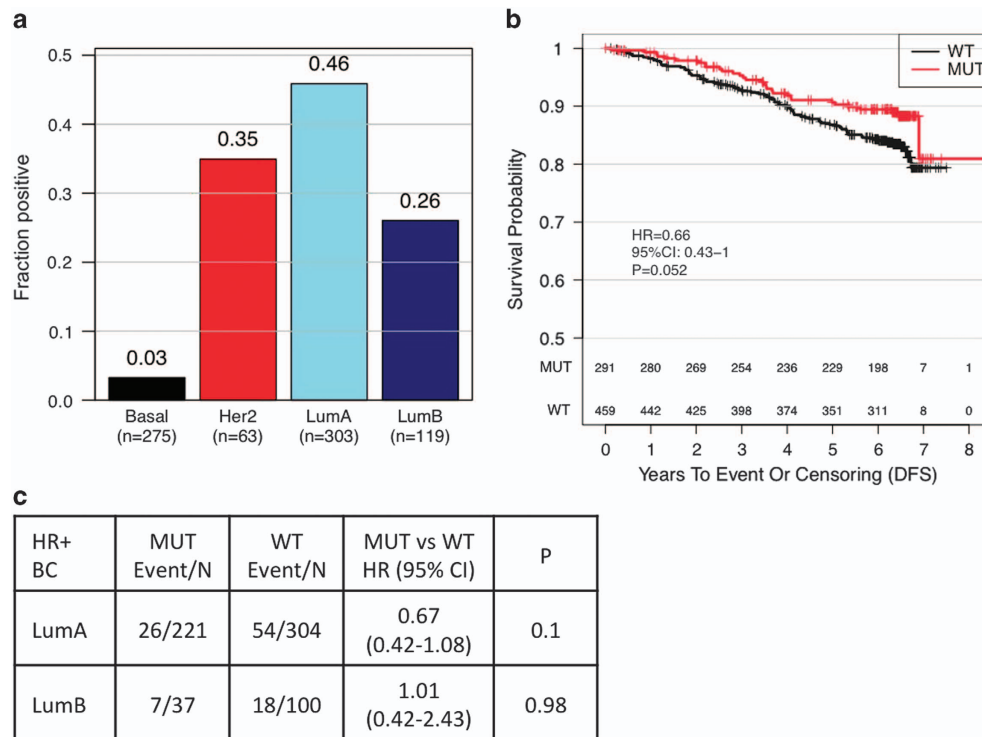 a
0.5
0.4
0.3
0.2
0.1
0.0
Fraction positive
0.03
0.35
0.46
0.26
Basal Her2 LumA LumB
(n=275) (n=63) (n=303) (n=119)
b
1
0.9
0.8
0.7
0.6
0.5
Survival Probability
WT
MUT
HR=0.66
95%CI: 0.43–1
P=0.052
MUT 291 280 269 254 236 229 198 7 1
WT 459 442 425 398 374 351 311 8 0
0 1 2 3 4 5 6 7 8
Years To Event Or Censoring (DFS)
c
HR+ MUT WT MUT vs WT P
BC Event/N Event/N HR (95% CI)
LumA 26/221 54/304 0.67 0.1
(0.42-1.08)
LumB 7/37 18/100 1.01 0.98
(0.42-2.43)